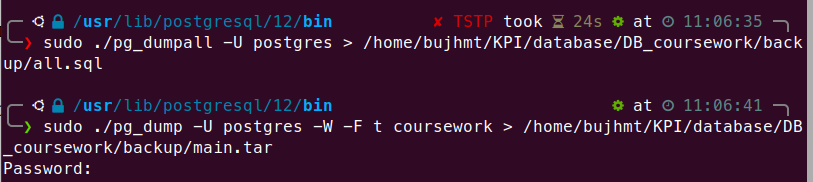 /usr/lib/postgresql/12/bin ✘ TSTP took 24s at 11:06:35
❯ sudo ./pg_dumpall -U postgres > /home/bujhmt/KPI/database/DB_coursework/back
up/all.sql
/usr/lib/postgresql/12/bin at 11:06:41
❯ sudo ./pg_dump -U postgres -W -F t coursework > /home/bujhmt/KPI/database/DB
_coursework/backup/main.tar
Password: